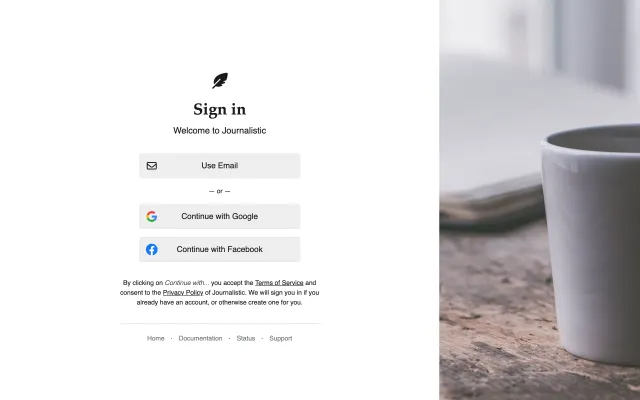 Sign in
Welcome to Journalistic
Use Email
— or —
Continue with Google
Continue with Facebook
By clicking on Continue with... you accept the Terms of Service and
consent to the Privacy Policy of Journalistic. We will sign you in if you
already have an account, or otherwise create one for you.
Home · Documentation · Status · Support